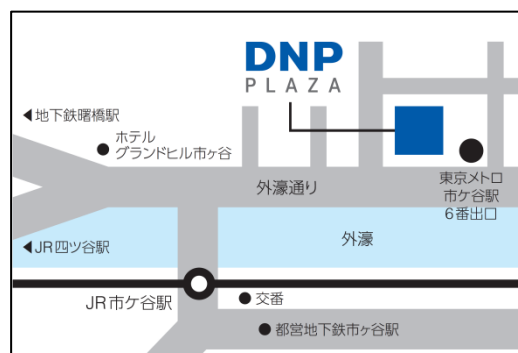 DNP
PLAZA
◀地下鉄曙橋駅
ホテル
グランドヒル市ヶ谷
東京メトロ
市ケ谷駅
6番出口
外濠通り
外濠
◀JR四ツ谷駅
JR市ケ谷駅
交番
都営地下鉄市ヶ谷駅